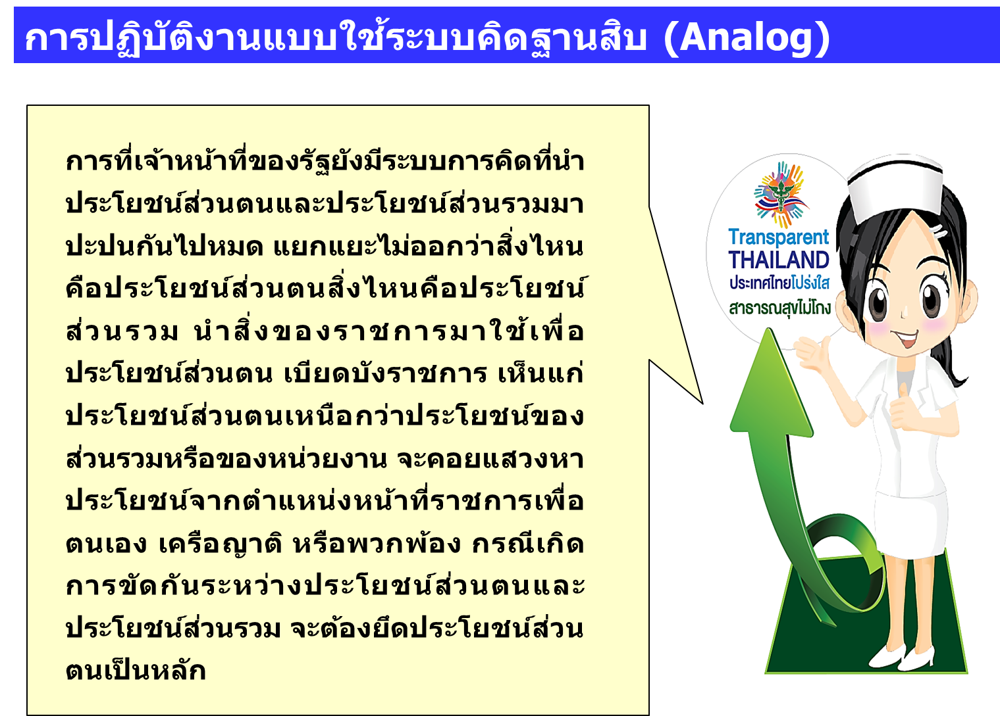 การปฏิบัติงานแบบใช้ระบบคิดฐานสิบ (Analog)
การที่เจ้าหน้าที่ของรัฐยังมีระบบการคิดที่นำ
ประโยชน์ส่วนตนและประโยชน์ส่วนรวมมา
ปะปนกันไปหมด แยกแยะไม่ออกว่าสิ่งไหน
คือประโยชน์ส่วนตนสิ่งไหนคือประโยชน์
ส่วนรวม นำสิ่งของราชการมาใช้เพื่อ
ประโยชน์ส่วนตน เบียดบังราชการ เห็นแก่
ประโยชน์ส่วนตนเหนือกว่าประโยชน์ของ
ส่วนรวมหรือของหน่วยงาน จะคอยแสวงหา
ประโยชน์จากตำแหน่งหน้าที่ราชการเพื่อ
ตนเอง เครือญาติ หรือพวกพ้อง กรณีเกิด
การขัดกันระหว่างประโยชน์ส่วนตนและ
ประโยชน์ส่วนรวม จะต้องยึดประโยชน์ส่วน
ตนเป็นหลัก
Transparent
THAILAND
ประเทศไทยโปร่งใส
สาธารณสุขไม่โกง